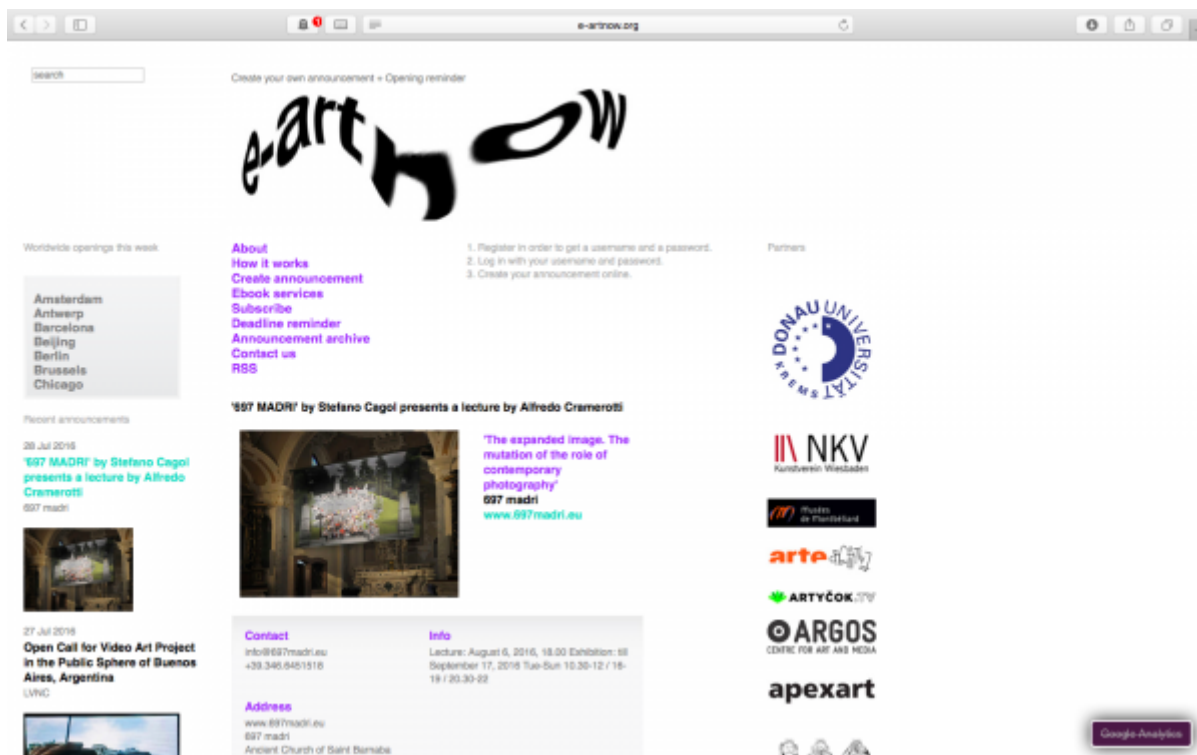 e-artnow.org
search
Create your own announcement + Opening reminder
e-art now
Worldwide openings this week
Amsterdam
Antwerp
Barcelona
Beijing
Berlin
Brussels
Chicago
Recent announcements
28 Jul 2016
'697 MADRI' by Stefano Cagol
presents a lecture by Alfredo
Cramerotti
697 madri
27 Jul 2016
Open Call for Video Art Project
in the Public Sphere of Buenos
Aires, Argentina
LVNC
About
How it works
Create announcement
Ebook services
Subscribe
Deadline reminder
Announcement archive
Contact us
RSS
1. Register in order to get a username and a password.
2. Log in with your username and password.
3. Create your announcement online.
'697 MADRI' by Stefano Cagol presents a lecture by Alfredo Cramerotti
'The expanded image. The
mutation of the role of
contemporary
photography'
697 madri
www.697madri.eu
Contact
info@697madri.eu
+39.346.6451518
Info
Lecture: August 6, 2016, 18.00 Exhibition: till
September 17, 2016 Tue-Sun 10.30-12 / 16-
19 / 20.30-22
Address
www.697madri.eu
697 madri
Ancient Church of Saint Barnaba
Partners
DONAU UNIVERSITÄT
KREMS
NKV
Kunstverein Wiesbaden
Musées
de Montbéliard
arte
ARTYČOK.TV
ARGOS
CENTRE FOR ART AND MEDIA
apexart
Google Analytics